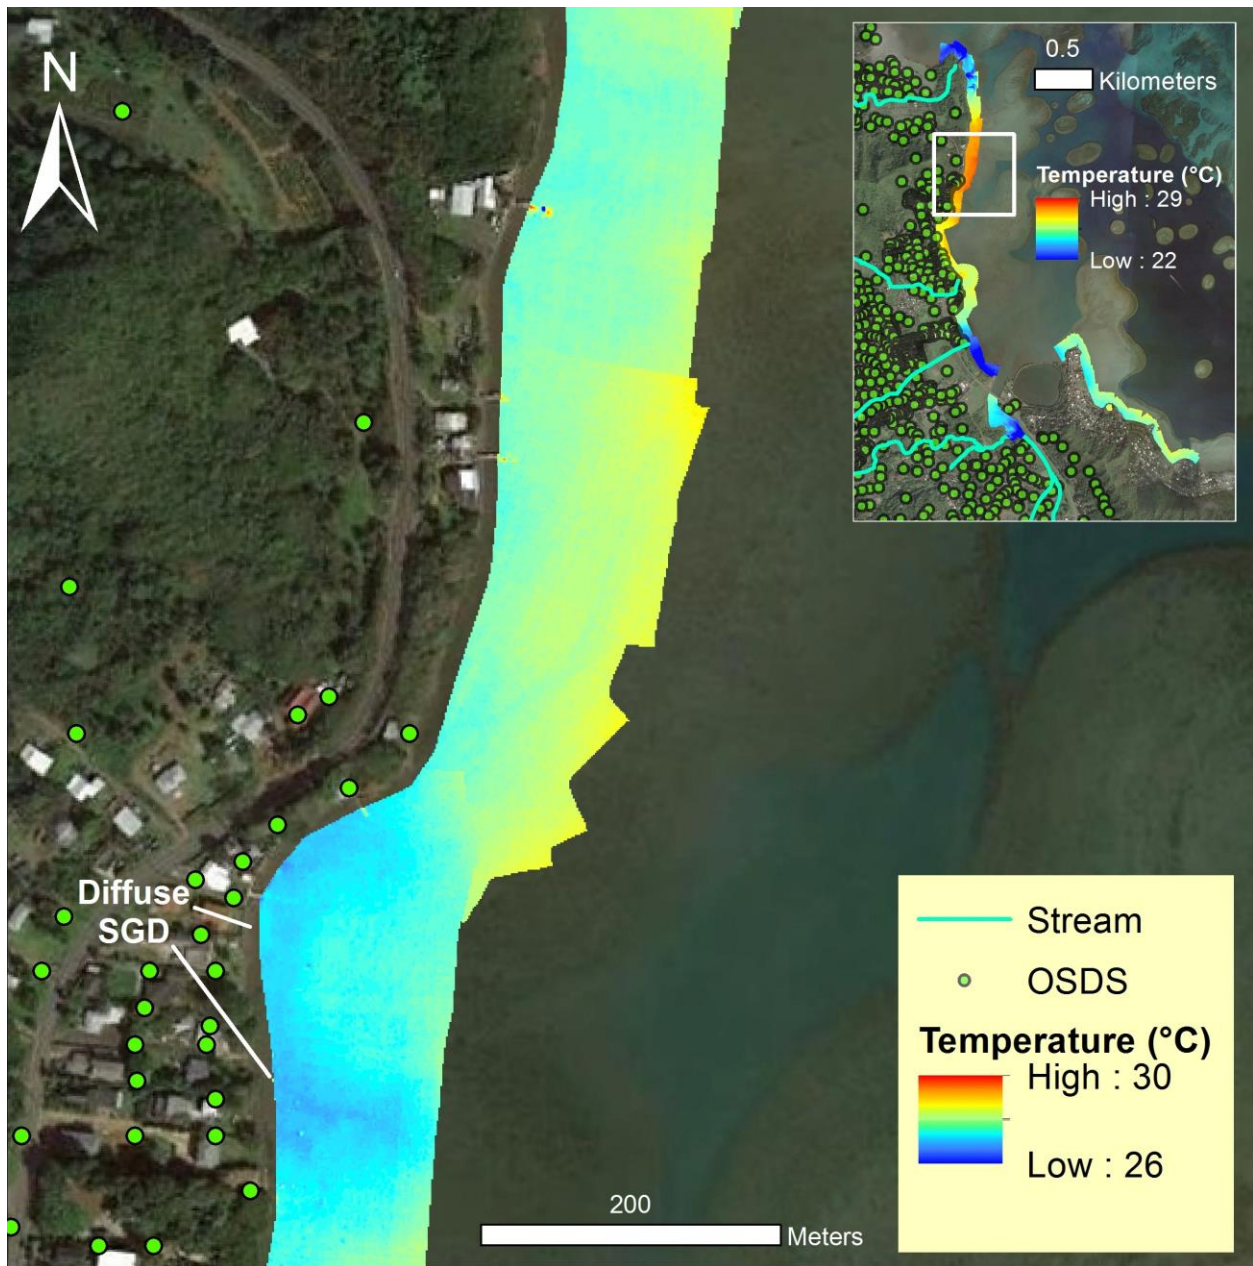 N
0.5
Kilometers
Temperature (°C)
High : 29
Low : 22
Diffuse
SGD
Stream
OSDS
Temperature (°C)
High : 30
Low : 26
200
Meters